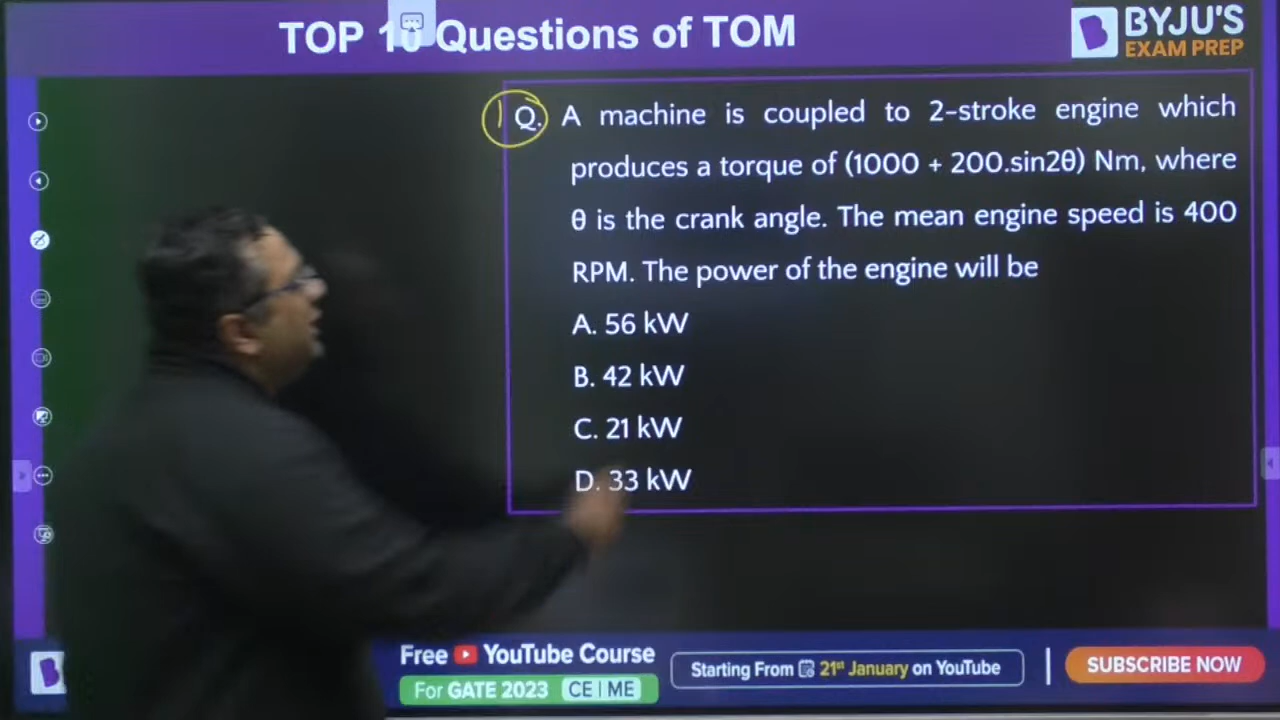 TOP 10 Questions of TOM
BYJU'S
EXAM PREP
1 Q. A machine is coupled to 2-stroke engine which
produces a torque of (1000 + 200.sin2θ) Nm, where
θ is the crank angle. The mean engine speed is 400
RPM. The power of the engine will be
A. 56 kW
B. 42 kW
C. 21 kW
D. 33 kW
Free YouTube Course
For GATE 2023 CE | ME
Starting From 21st January on YouTube
SUBSCRIBE NOW